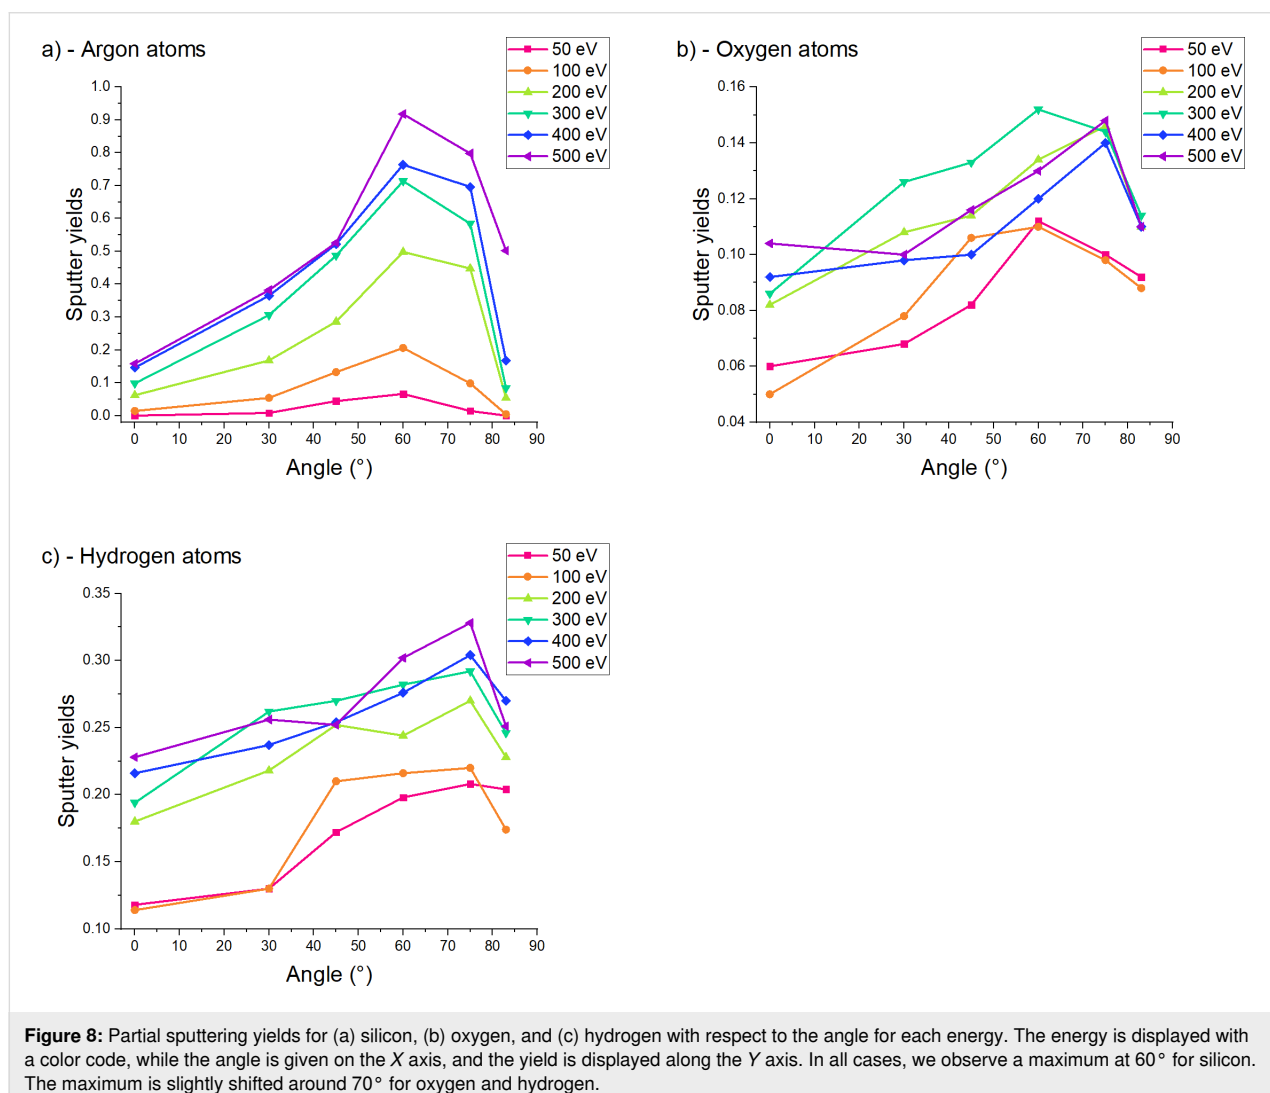 a) - Argon atoms
50 eV
100 eV
200 eV
300 eV
400 eV
500 eV
1.0
0.9
0.8
0.7
0.6
0.5
0.4
0.3
0.2
0.1
0.0
Sputter yields
0 10 20 30 40 50 60 70 80 90
Angle (°)
b) - Oxygen atoms
50 eV
100 eV
200 eV
300 eV
400 eV
500 eV
0.16
0.14
0.12
0.10
0.08
0.06
0.04
Sputter yields
0 10 20 30 40 50 60 70 80 90
Angle (°)
c) - Hydrogen atoms
50 eV
100 eV
200 eV
300 eV
400 eV
500 eV
0.35
0.30
0.25
0.20
0.15
0.10
Sputter yields
0 10 20 30 40 50 60 70 80 90
Angle (°)
Figure 8: Partial sputtering yields for (a) silicon, (b) oxygen, and (c) hydrogen with respect to the angle for each energy. The energy is displayed with
a color code, while the angle is given on the X axis, and the yield is displayed along the Y axis. In all cases, we observe a maximum at 60° for silicon.
The maximum is slightly shifted around 70° for oxygen and hydrogen.